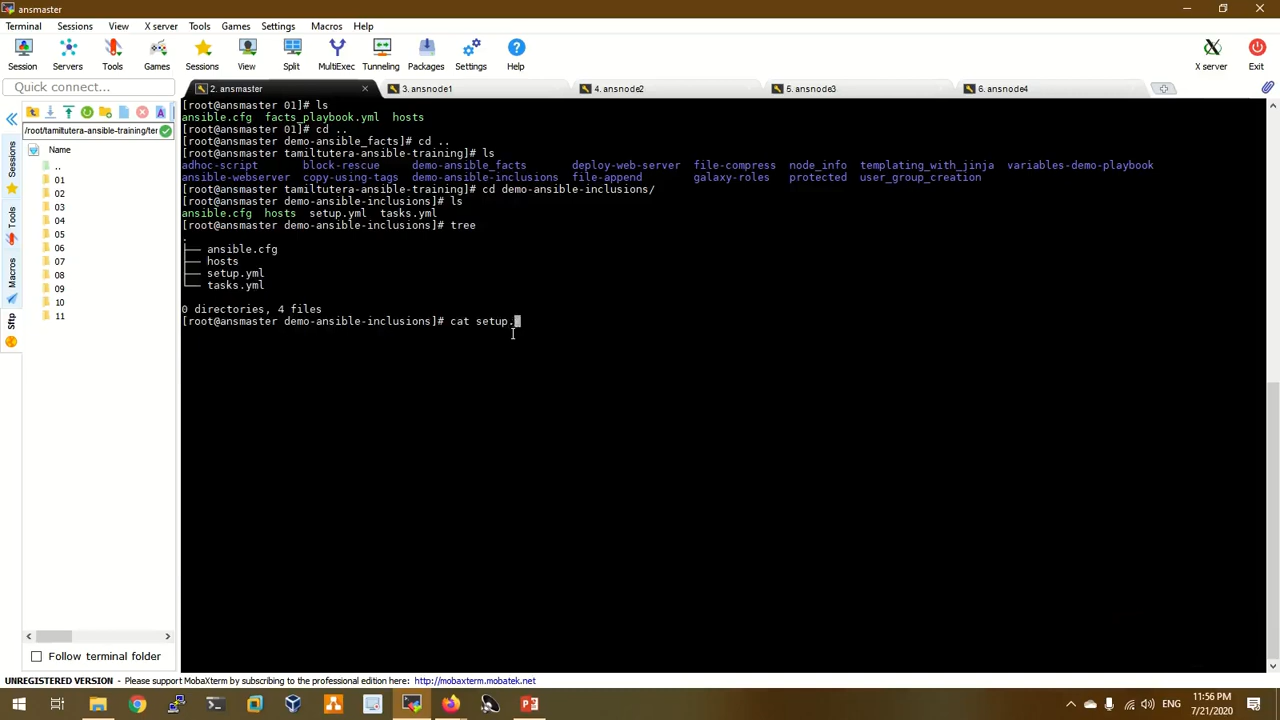 ansmaster
Terminal Sessions View X server Tools Games Settings Macros Help
Session Servers Tools Games Sessions View Split MultiExec Tunneling Packages Settings Help X server Exit
Quick connect...
2. ansmaster 3. ansnode1 4. ansnode2 5. ansnode3 6. ansnode4
/root/tamiltutera-ansible-training/ter
Name
..
01
02
03
04
05
06
07
08
09
10
11
Sessions
Tools
Macros
Sftp
[root@ansmaster 01]# ls
ansible.cfg facts_playbook.yml hosts
[root@ansmaster 01]# cd ..
[root@ansmaster demo-ansible_facts]# cd ..
[root@ansmaster tamiltutera-ansible-training]# ls
adhoc-script block-rescue demo-ansible_facts deploy-web-server file-compress node_info templating_with_jinja variables-demo-playbook
ansible-webserver copy-using-tags demo-ansible-inclusions file-append galaxy-roles protected user_group_creation
[root@ansmaster tamiltutera-ansible-training]# cd demo-ansible-inclusions/
[root@ansmaster demo-ansible-inclusions]# ls
ansible.cfg hosts setup.yml tasks.yml
[root@ansmaster demo-ansible-inclusions]# tree
.
├── ansible.cfg
├── hosts
├── setup.yml
└── tasks.yml
0 directories, 4 files
[root@ansmaster demo-ansible-inclusions]# cat setup.
Follow terminal folder
UNREGISTERED VERSION - Please support MobaXterm by subscribing to the professional edition here: http://mobaxterm.mobatek.net
ENG
11:56 PM
7/21/2020